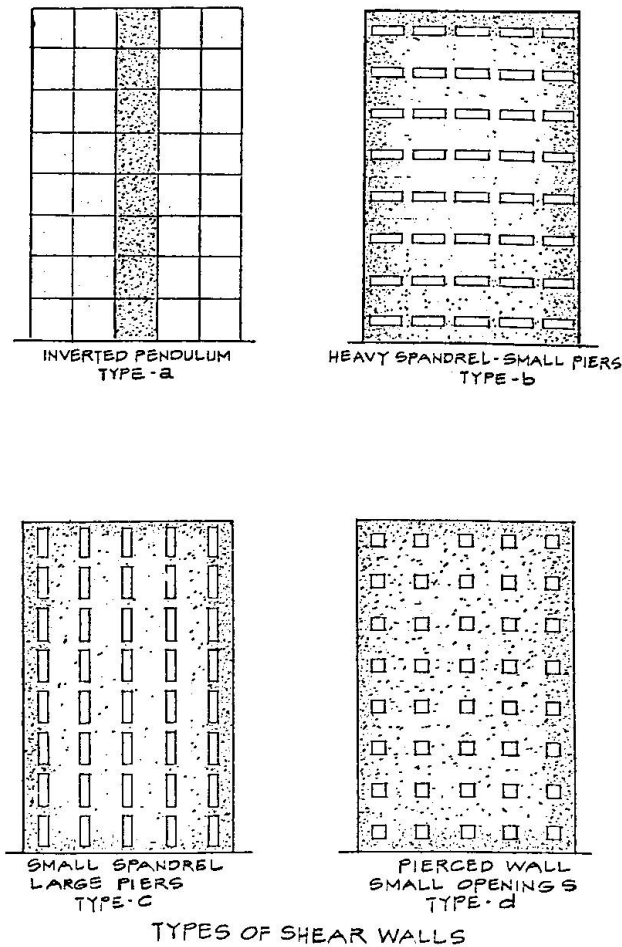 INVERTED PENDULUM
TYPE-a
HEAVY SPANDREL-SMALL PIERS
TYPE-b
SMALL SPANDREL
LARGE PIERS
TYPE-C
PIERCED WALL
SMALL OPENINGS
TYPE-d
TYPES OF SHEAR WALLS